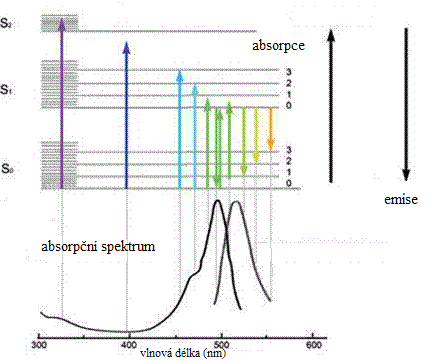 S2
absorpce
S1
3
2
1
0
S0
3
2
1
0
emise
absorpčni spektrum
300
400
500
600
vlnová délka (nm)